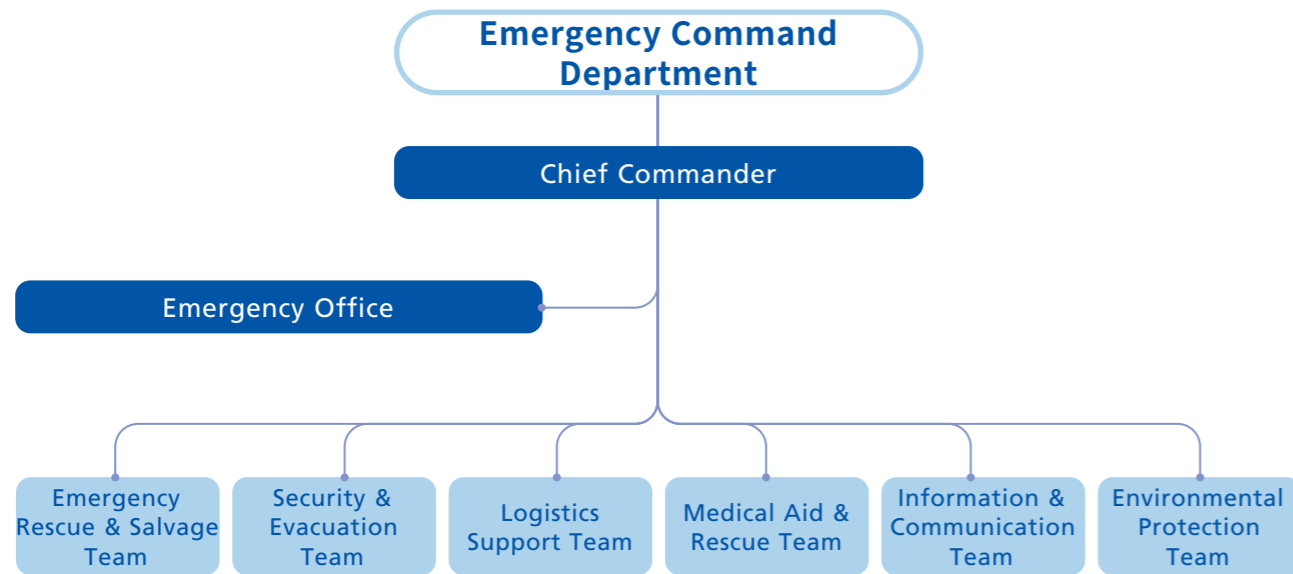 Emergency Command
Department
Chief Commander
Emergency Office
Emergency
Rescue & Salvage
Team
Security &
Evacuation
Team
Logistics
Support Team
Medical Aid &
Rescue Team
Information &
Communication
Team
Environmental
Protection
Team